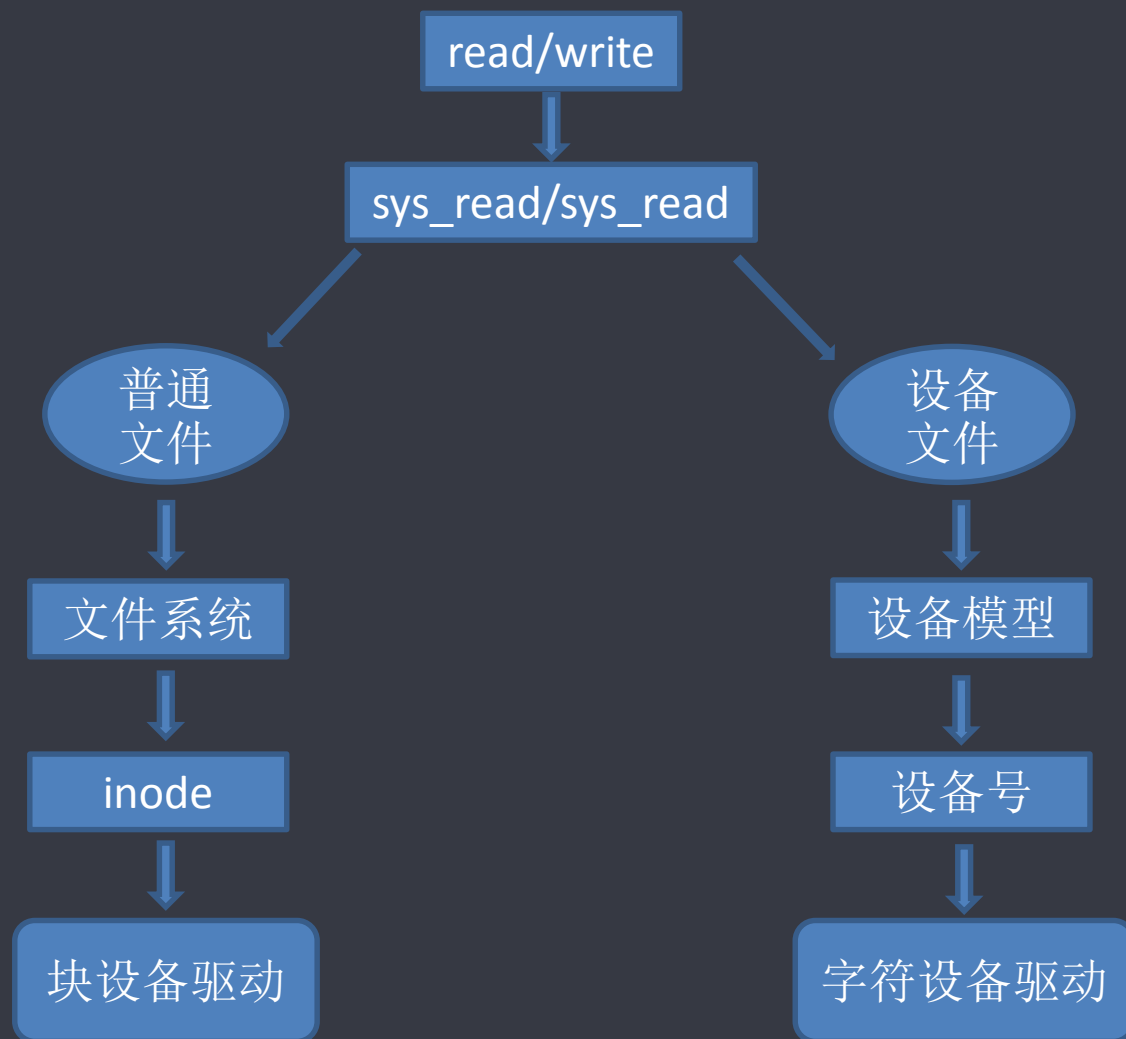 read/write
sys_read/sys_read
普通
文件
设备
文件
文件系统
设备模型
inode
设备号
块设备驱动
字符设备驱动